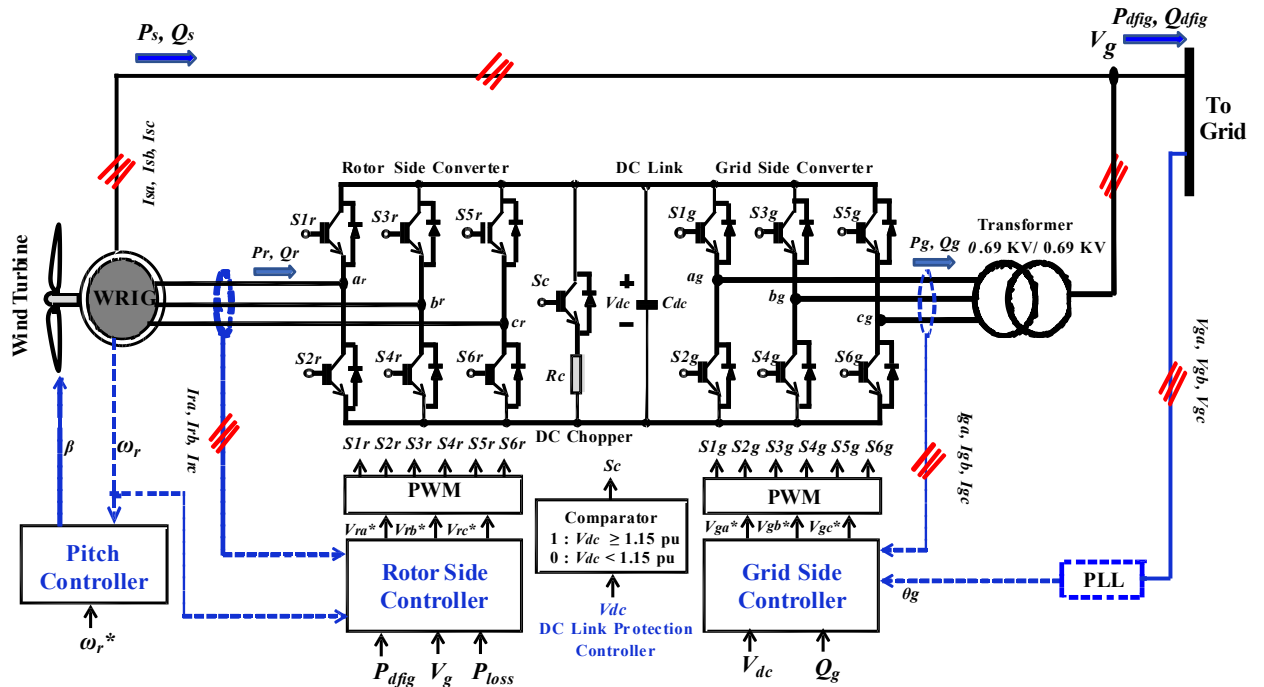 Ps, Qs
Pdfig, Qdfig
Vg
To
Grid
Isa, Isb, Isc
Rotor Side Converter
DC Link
Grid Side Converter
S1r
S3r
S5r
S1g
S3g
S5g
Transformer
0.69 KV/ 0.69 KV
Wind Turbine
WRIG
Pr, Qr
Pg, Qg
ar
br
cr
Sc
+
Vdc
−
Cdc
ag
bg
cg
S2r
S4r
S6r
Rc
S2g
S4g
S6g
DC Chopper
Vga, Vgb, Vgc
β
ωr
Ira, Irb, Irc
S1r S2r S3r S4r S5r S6r
Sc
S1g S2g S3g S4g S5g S6g
Iga, Igb, Igc
PWM
PWM
Vra* Vrb* Vrc*
Comparator
1 : Vdc ≥ 1.15 pu
0 : Vdc < 1.15 pu
Vga* Vgb* Vgc*
Pitch
Controller
Rotor Side
Controller
Grid Side
Controller
θg
PLL
Vdc
DC Link Protection
Controller
ωr*
Pdfig
Vg
Ploss
Vdc
Qg